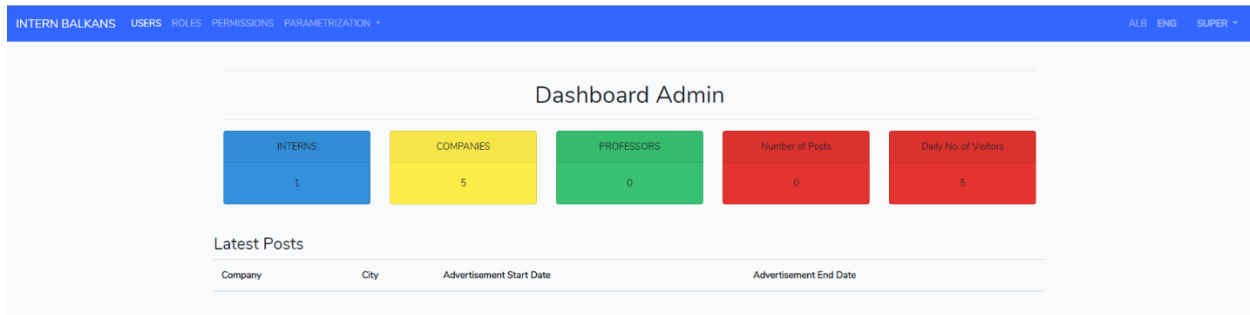 INTERN BALKANS USERS ROLES PERMISSIONS PARAMETRIZATION ALB ENG SUPER
Dashboard Admin
INTERNS COMPANIES PROFESSORS Number of Posts Daily No. of Visitors
1 5 0 0 5
Latest Posts
Company City Advertisement Start Date Advertisement End Date